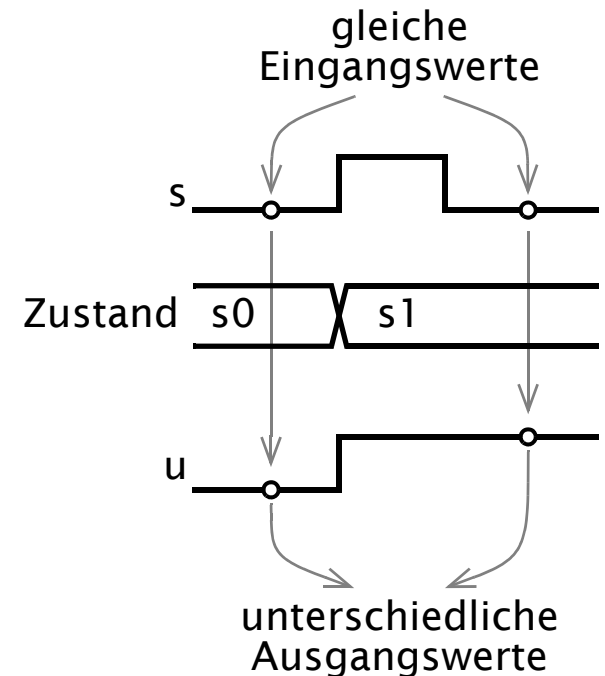 gleiche
Eingangswerte
s
Zustand s0 s1
u
unterschiedliche
Ausgangswerte